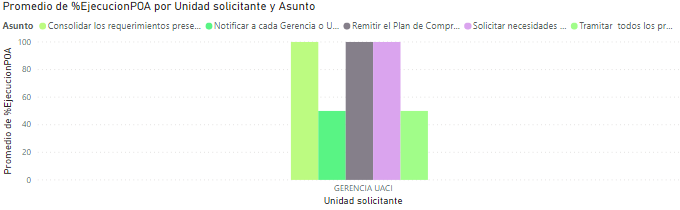 Promedio de %EjecucionPOA por Unidad solicitante y Asunto
Asunto Consolidar los requerimientos prese... Notificar a cada Gerencia o U... Remitir el Plan de Compr... Solicitar necesidades ... Tramitar todos los pr...
Promedio de %EjecucionPOA
100
80
60
40
20
0
GERENCIA UACI
Unidad solicitante